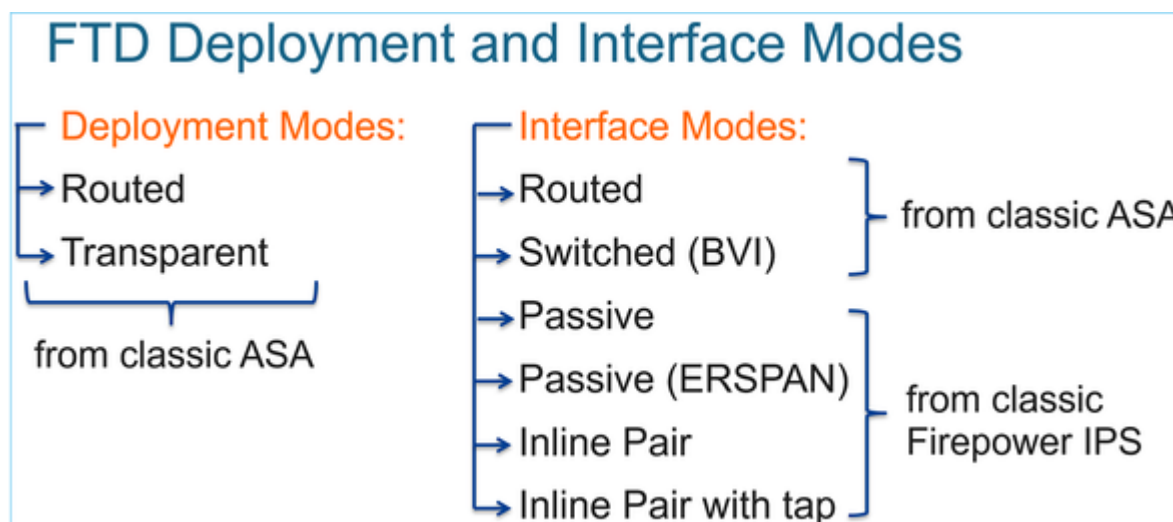 FTD Deployment and Interface Modes
Deployment Modes:
Routed
Transparent
from classic ASA
Interface Modes:
Routed
Switched (BVI)
Passive
Passive (ERSPAN)
Inline Pair
Inline Pair with tap
from classic ASA
from classic
Firepower IPS